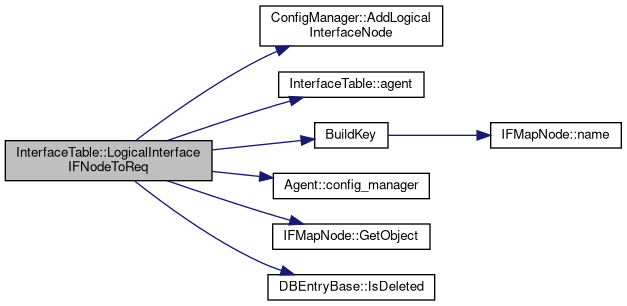 ConfigManager::AddLogical
InterfaceNode
InterfaceTable::agent
BuildKey
IFMapNode::name
InterfaceTable::LogicalInterface
IFNodeToReq
Agent::config_manager
IFMapNode::GetObject
DBEntryBase::IsDeleted